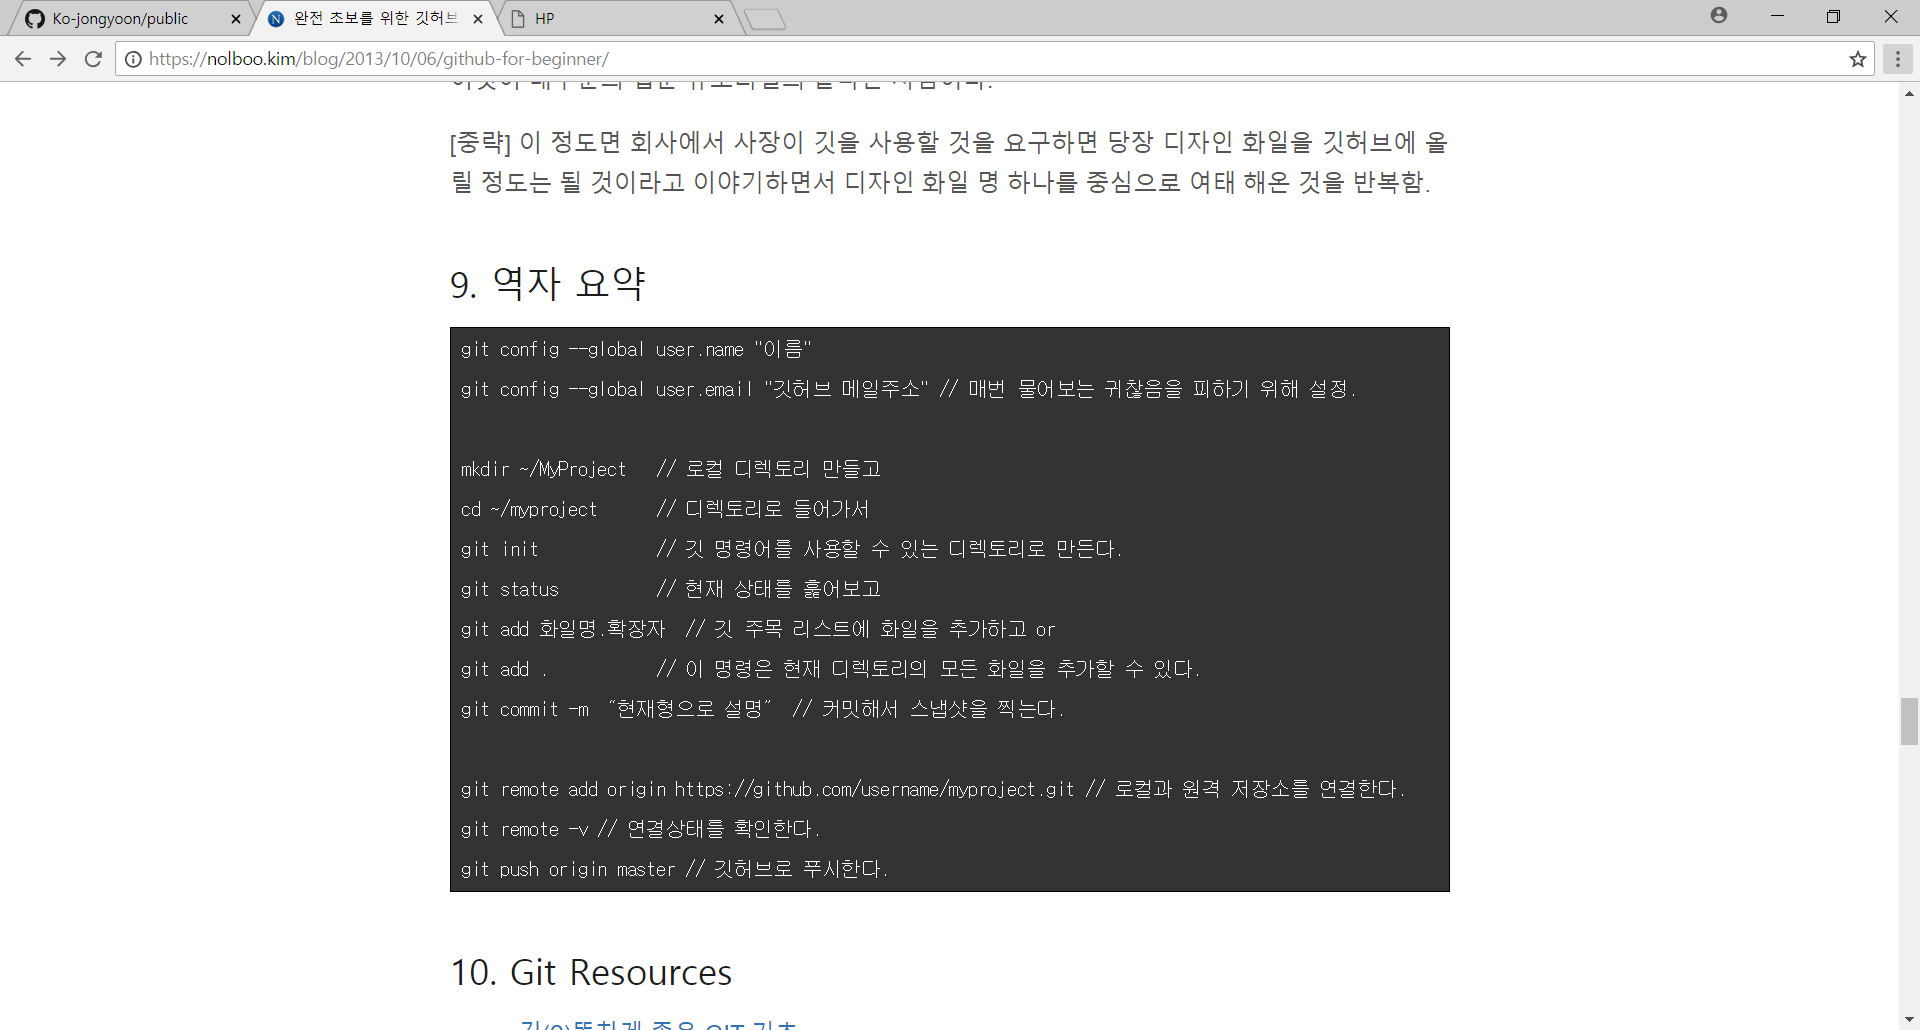 Ko-jongyoon/public
완전 초보를 위한 깃허브
HP
https://nolboo.kim/blog/2013/10/06/github-for-beginner/
[중략] 이 정도면 회사에서 사장이 깃을 사용할 것을 요구하면 당장 디자인 화일을 깃허브에 올
릴 정도는 될 것이라고 이야기하면서 디자인 화일 명 하나를 중심으로 여태 해온 것을 반복함.
9. 역자 요약
git config --global user.name "이름"
git config --global user.email "깃허브 메일주소" // 매번 물어보는 귀찮음을 피하기 위해 설정.
mkdir ~/MyProject   // 로컬 디렉토리 만들고
cd ~/myproject      // 디렉토리로 들어가서
git init            // 깃 명령어를 사용할 수 있는 디렉토리로 만든다.
git status          // 현재 상태를 훑어보고
git add 화일명.확장자  // 깃 주목 리스트에 화일을 추가하고 or
git add .           // 이 명령은 현재 디렉토리의 모든 화일을 추가할 수 있다.
git commit -m “현재형으로 설명”  // 커밋해서 스냅샷을 찍는다.
git remote add origin https://github.com/username/myproject.git // 로컬과 원격 저장소를 연결한다.
git remote -v // 연결상태를 확인한다.
git push origin master // 깃허브로 푸시한다.
10. Git Resources